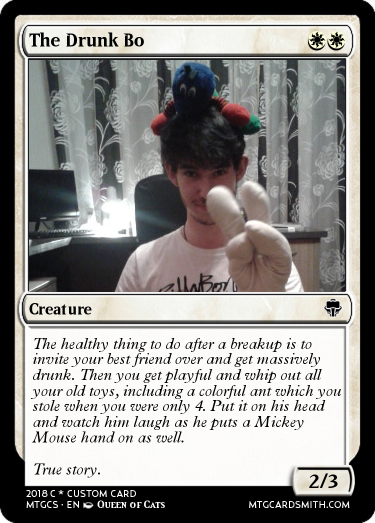 The Drunk Bo
Creature
The healthy thing to do after a breakup is to
invite your best friend over and get massively
drunk. Then you get playful and whip out all
your old toys, including a colorful ant which you
stole when you were only 4. Put it on his head
and watch him laugh as he puts a Mickey
Mouse hand on as well.
True story.
2/3
2018 C * CUSTOM CARD
MTGCS · EN QUEEN OF CATS
MTGCARDSMITH.COM